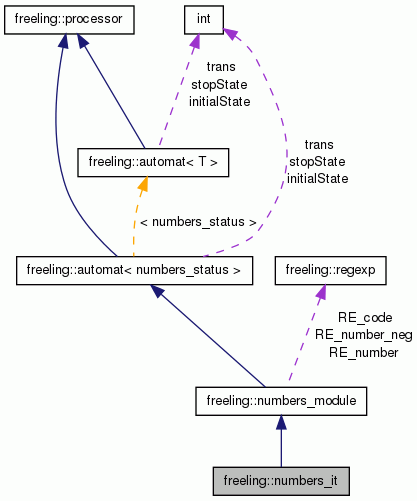 freeling::processor
int
trans
stopState
initialState
trans
stopState
initialState
freeling::automat< T >
< numbers_status >
freeling::automat< numbers_status >
freeling::regexp
RE_code
RE_number_neg
RE_number
freeling::numbers_module
freeling::numbers_it